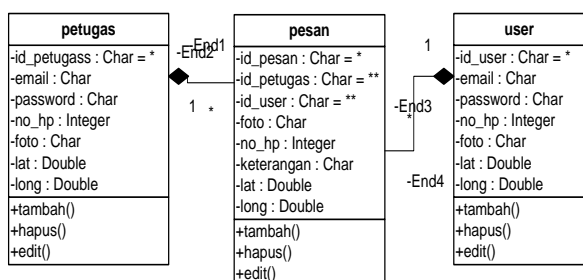 petugas
-id_petugass : Char = *
-email : Char
-password : Char
-no_hp : Integer
-foto : Char
-lat : Double
-long : Double
+tambah()
+hapus()
+edit()
-End1
-End2
1
*
pesan
-id_pesan : Char = *
-id_petugas : Char = **
-id_user : Char = **
-foto : Char
-no_hp : Integer
-keterangan : Char
-lat : Double
-long : Double
+tambah()
+hapus()
+edit()
1
-End3
*
-End4
user
-id_user : Char = *
-email : Char
-password : Char
-no_hp : Integer
-foto : Char
-lat : Double
-long : Double
+tambah()
+hapus()
+edit()